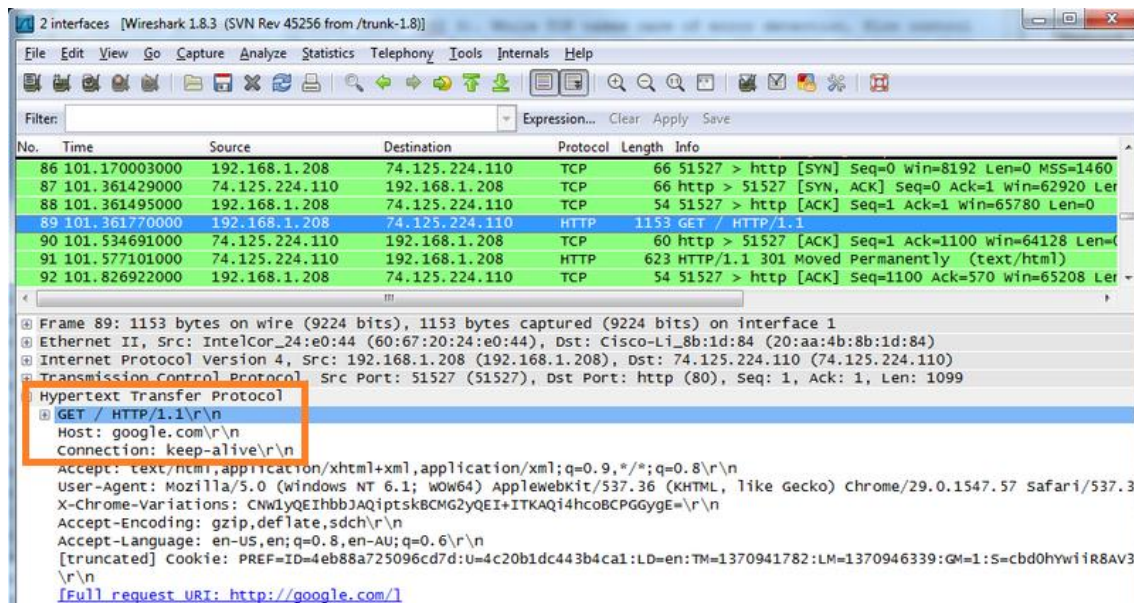 2 interfaces [Wireshark 1.8.3 (SVN Rev 45256 from /trunk-1.8)]
File Edit View Go Capture Analyze Statistics Telephony Tools Internals Help
Filter: Expression... Clear Apply Save
No. Time Source Destination Protocol Length Info
86 101.170003000 192.168.1.208 74.125.224.110 TCP 66 51527 > http [SYN] Seq=0 Win=8192 Len=0 MSS=1460
87 101.361429000 74.125.224.110 192.168.1.208 TCP 66 http > 51527 [SYN, ACK] Seq=0 Ack=1 Win=62920 Ler
88 101.361495000 192.168.1.208 74.125.224.110 TCP 54 51527 > http [ACK] Seq=1 Ack=1 Win=65780 Len=0
89 101.361770000 192.168.1.208 74.125.224.110 HTTP 1153 GET / HTTP/1.1
90 101.534691000 74.125.224.110 192.168.1.208 TCP 60 http > 51527 [ACK] Seq=1 Ack=1100 Win=64128 Len=0
91 101.577101000 74.125.224.110 192.168.1.208 HTTP 623 HTTP/1.1 301 Moved Permanently (text/html)
92 101.826922000 192.168.1.208 74.125.224.110 TCP 54 51527 > http [ACK] Seq=1100 Ack=570 Win=65208 Ler
Frame 89: 1153 bytes on wire (9224 bits), 1153 bytes captured (9224 bits) on interface 1
Ethernet II, Src: IntelCor_24:e0:44 (60:67:20:24:e0:44), Dst: Cisco-Li_8b:1d:84 (20:aa:4b:8b:1d:84)
Internet Protocol Version 4, Src: 192.168.1.208 (192.168.1.208), Dst: 74.125.224.110 (74.125.224.110)
Transmission Control Protocol, Src Port: 51527 (51527), Dst Port: http (80), Seq: 1, Ack: 1, Len: 1099
Hypertext Transfer Protocol
GET / HTTP/1.1\r\n
Host: google.com\r\n
Connection: keep-alive\r\n
Accept: text/html,application/xhtml+xml,application/xml;q=0.9,*/*;q=0.8\r\n
User-Agent: Mozilla/5.0 (Windows NT 6.1; WOW64) AppleWebKit/537.36 (KHTML, like Gecko) Chrome/29.0.1547.57 Safari/537.3
X-Chrome-Variations: CNW1yQEIhbbJAQiptskBCMG2yQEI+ITKAQi4hcoBCPGGygE=\r\n
Accept-Encoding: gzip,deflate,sdch\r\n
Accept-Language: en-US,en;q=0.8,en-AU;q=0.6\r\n
[truncated] Cookie: PREF=ID=4eb88a725096cd7d:U=4c20b1dc443b4ca1:LD=en:TM=1370941782:LM=1370946339:GM=1:S=cbd0hYwiiR8AV3
\r\n
[Full request URI: http://google.com/]